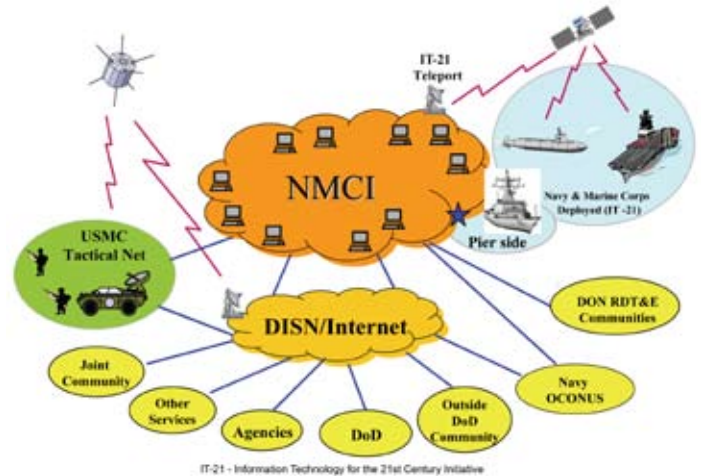 IT-21
Teleport
NMCI
Navy & Marine Corps
Deployed (IT -21)
Pier side
USMC
Tactical Net
DISN/Internet
DON RDT&E
Communities
Joint
Community
Other
Services
Agencies
DoD
Outside
DoD
Community
Navy
OCONUS
IT-21 - Information Technology for the 21st Century Initiative